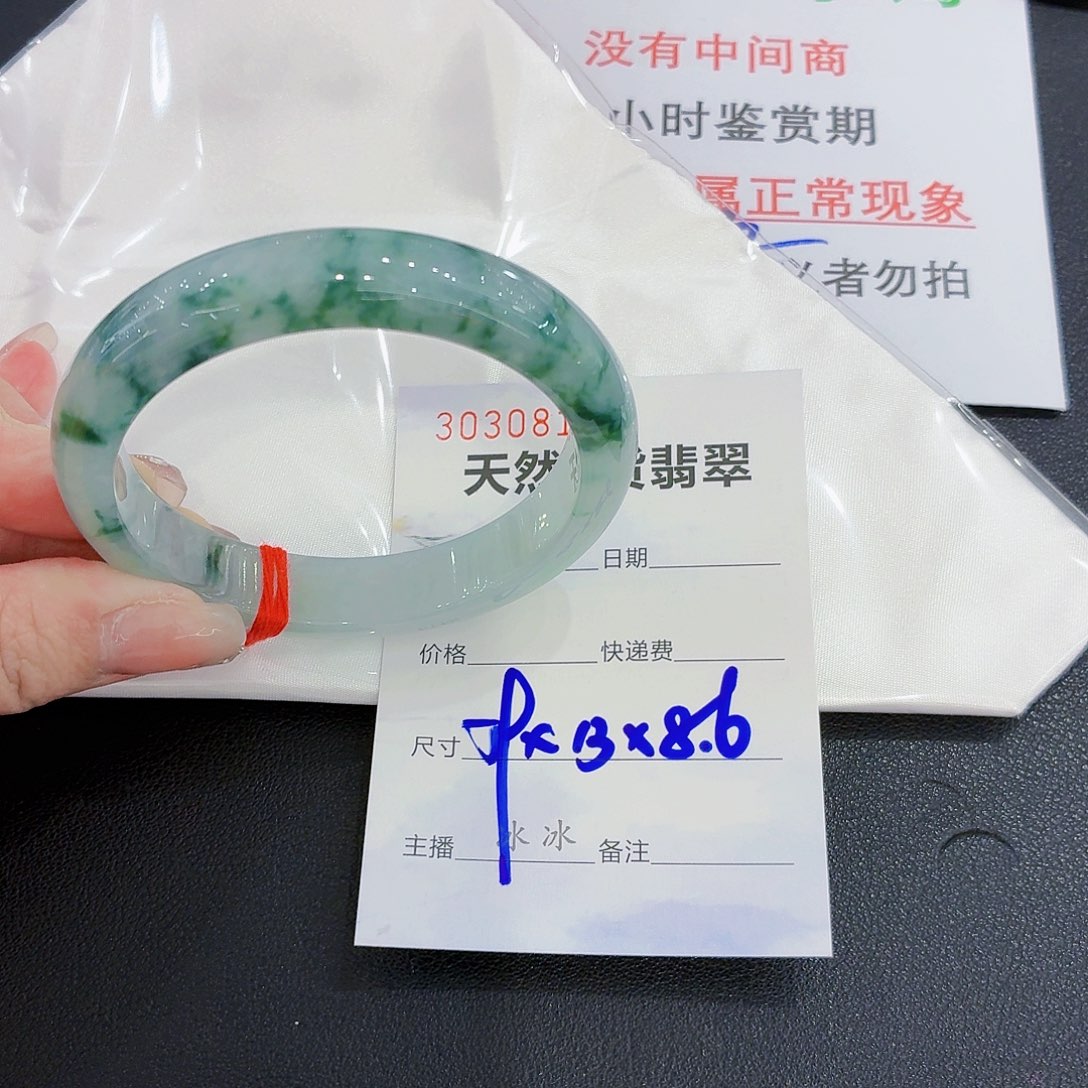 没有中间商
小时鉴赏期
属正常现象
者勿拍
303081
天然 货翡翠
日期
价格 快递费
尺寸 x 13 x 8.6
主播 冰冰 备注